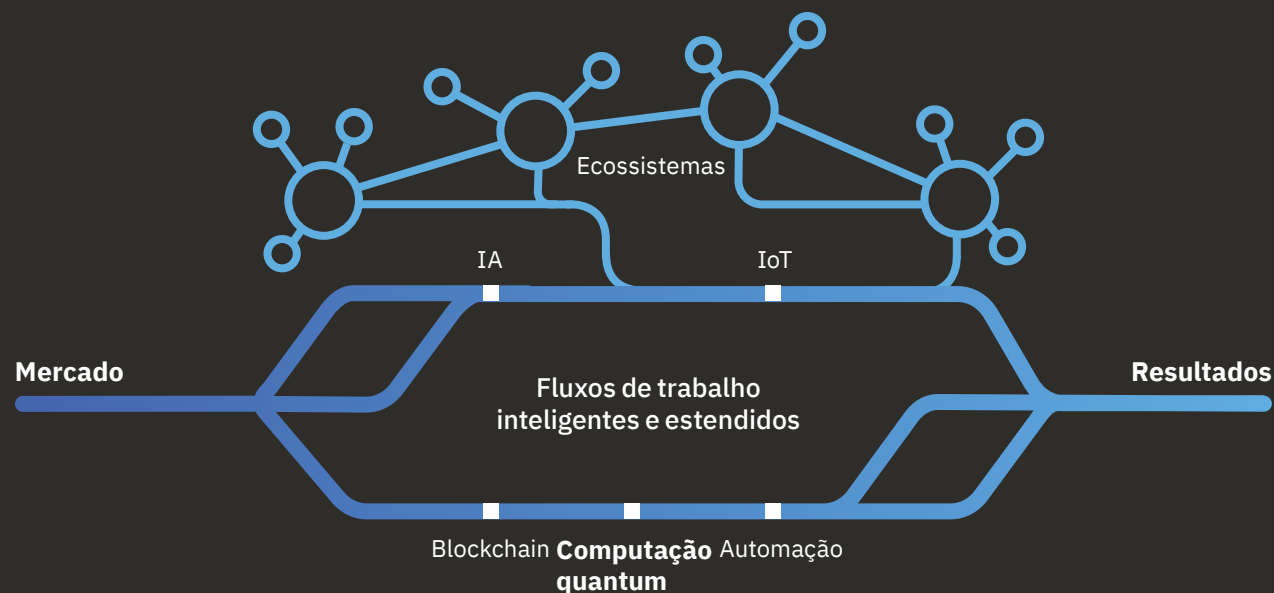 Ecossistemas
IA
IoT
Mercado
Resultados
Fluxos de trabalho
inteligentes e estendidos
Blockchain
Computação
quantum
Automação